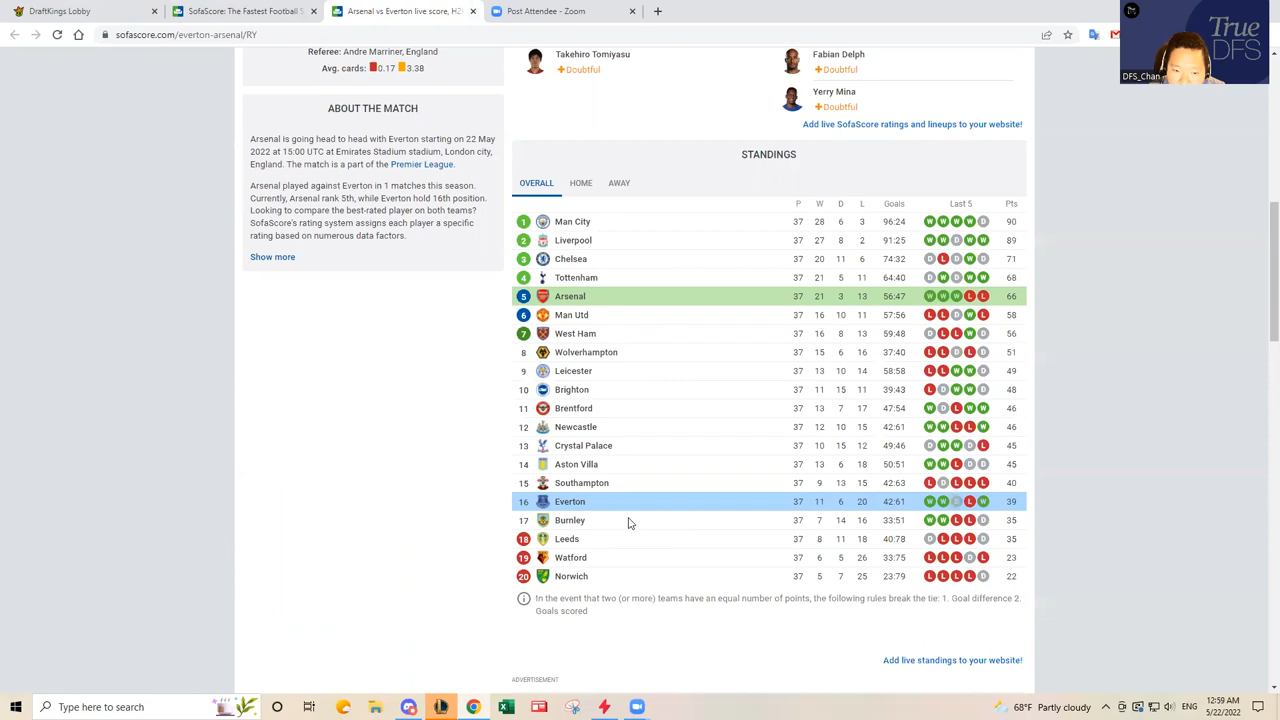 DraftKings Lobby
SofaScore: The Fastest Football S
Arsenal vs Everton live score, H2H
Post Attendee - Zoom
sofascore.com/everton-arsenal/RY
True
DFS
DFS_Chan
Referee: Andre Marriner, England
Avg. cards: 0.17 3.38
ABOUT THE MATCH
Arsenal is going head to head with Everton starting on 22 May
2022 at 15:00 UTC at Emirates Stadium stadium, London city,
England. The match is a part of the Premier League.
Arsenal played against Everton in 1 matches this season.
Currently, Arsenal rank 5th, while Everton hold 16th position.
Looking to compare the best-rated player on both teams?
SofaScore's rating system assigns each player a specific
rating based on numerous data factors.
Show more
Takehiro Tomiyasu
Doubtful
Fabian Delph
Doubtful
Yerry Mina
Doubtful
Add live SofaScore ratings and lineups to your website!
STANDINGS
OVERALL HOME AWAY
P W D L Goals Last 5 Pts
1 Man City 37 28 6 3 96:24 W W W W D 90
2 Liverpool 37 27 8 2 91:25 W W D W W 89
3 Chelsea 37 20 11 6 74:32 D L D W D 71
4 Tottenham 37 21 5 11 64:40 D W D W W 68
5 Arsenal 37 21 3 13 56:47 W W W L L 66
6 Man Utd 37 16 10 11 57:56 L L D W L 58
7 West Ham 37 16 8 13 59:48 D L L W D 56
8 Wolverhampton 37 15 6 16 37:40 L L D L D 51
9 Leicester 37 13 10 14 58:58 L L W W D 49
10 Brighton 37 11 15 11 39:43 L D W W D 48
11 Brentford 37 13 7 17 47:54 W D L W W 46
12 Newcastle 37 12 10 15 42:61 W W L L W 46
13 Crystal Palace 37 10 15 12 49:46 D W W D L 45
14 Aston Villa 37 13 6 18 50:51 W W L D D 45
15 Southampton 37 9 13 15 42:63 L D L L L 40
16 Everton 37 11 6 20 42:61 W W D L W 39
17 Burnley 37 7 14 16 33:51 W W L L D 35
18 Leeds 37 8 11 18 40:78 D L L L D 35
19 Watford 37 6 5 26 33:75 L L L D L 23
20 Norwich 37 5 7 25 23:79 L L L L D 22
In the event that two (or more) teams have an equal number of points, the following rules break the tie: 1. Goal difference 2.
Goals scored
Add live standings to your website!
ADVERTISEMENT
Type here to search
68°F Partly cloudy
12:59 AM
5/22/2022